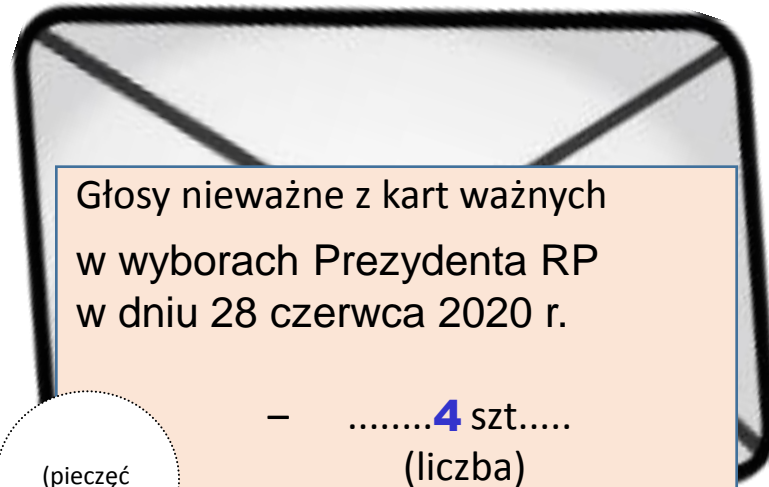 Głosy nieważne z kart ważnych
w wyborach Prezydenta RP
w dniu 28 czerwca 2020 r.
– ........4 szt.....
(liczba)
(pieczęć